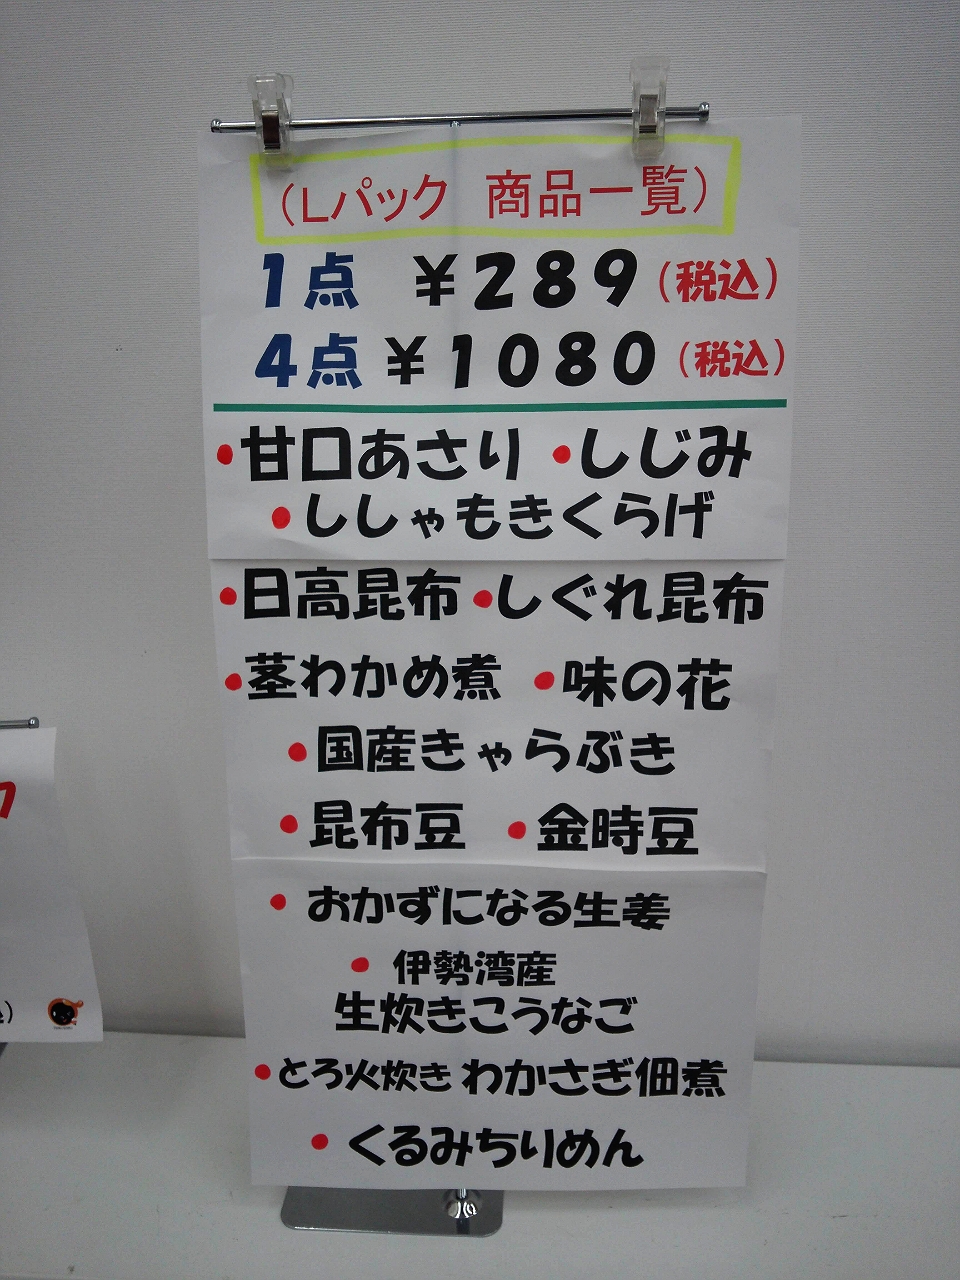 （Lパック　商品一覧）
1点　¥289（税込）
4点 ¥1080（税込）
・甘口あさり　・しじみ
・ししゃもきくらげ
・日高昆布 ・しぐれ昆布
・茎わかめ煮　・味の花
・国産きゃらぶき
・昆布豆　・金時豆
・おかずになる生姜
・伊勢湾産
生炊きこうなご
・とろ火炊き わかさぎ佃煮
・くるみちりめん